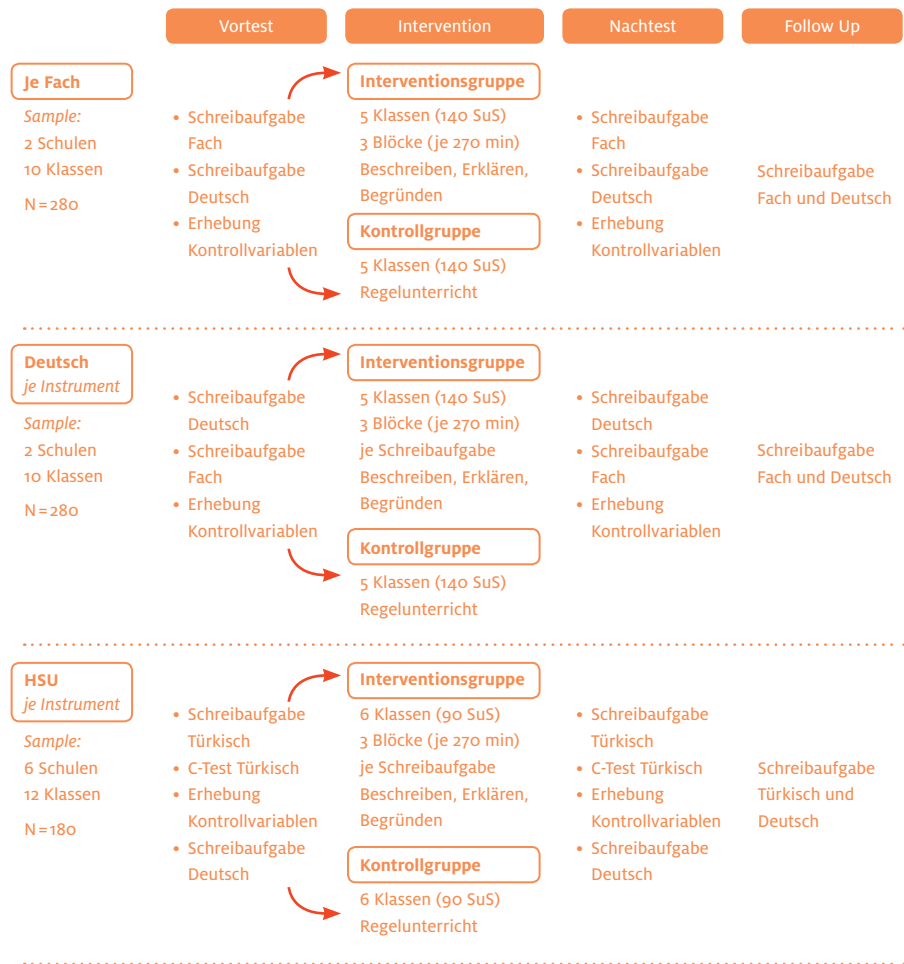 Vortest
Intervention
Nachtest
Follow Up
Je Fach
Sample:
2 Schulen
10 Klassen
N = 280
• Schreibaufgabe
Fach
• Schreibaufgabe
Deutsch
• Erhebung
Kontrollvariablen
Interventionsgruppe
5 Klassen (140 SuS)
3 Blöcke (je 270 min)
Beschreiben, Erklären,
Begründen
Kontrollgruppe
5 Klassen (140 SuS)
Regelunterricht
• Schreibaufgabe
Fach
• Schreibaufgabe
Deutsch
• Erhebung
Kontrollvariablen
Schreibaufgabe
Fach und Deutsch
Deutsch
je Instrument
Sample:
2 Schulen
10 Klassen
N = 280
• Schreibaufgabe
Deutsch
• Schreibaufgabe
Fach
• Erhebung
Kontrollvariablen
Interventionsgruppe
5 Klassen (140 SuS)
3 Blöcke (je 270 min)
je Schreibaufgabe
Beschreiben, Erklären,
Begründen
Kontrollgruppe
5 Klassen (140 SuS)
Regelunterricht
• Schreibaufgabe
Deutsch
• Schreibaufgabe
Fach
• Erhebung
Kontrollvariablen
Schreibaufgabe
Fach und Deutsch
HSU
je Instrument
Sample:
6 Schulen
12 Klassen
N = 180
• Schreibaufgabe
Türkisch
• C-Test Türkisch
• Erhebung
Kontrollvariablen
• Schreibaufgabe
Deutsch
Interventionsgruppe
6 Klassen (90 SuS)
3 Blöcke (je 270 min)
je Schreibaufgabe
Beschreiben, Erklären,
Begründen
Kontrollgruppe
6 Klassen (90 SuS)
Regelunterricht
• Schreibaufgabe
Türkisch
• C-Test Türkisch
• Erhebung
Kontrollvariablen
• Schreibaufgabe
Deutsch
Schreibaufgabe
Türkisch und
Deutsch